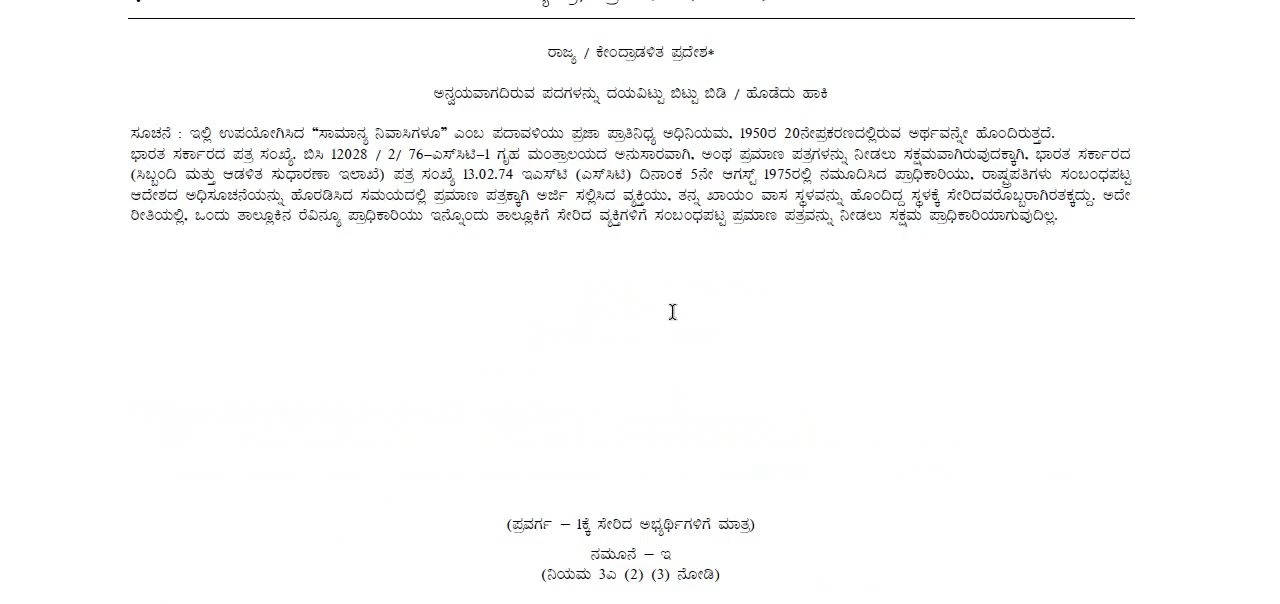 ರಾಜ್ಯ / ಕೇಂದ್ರಾಡಳಿತ ಪ್ರದೇಶ*
ಅನ್ವಯವಾಗದಿರುವ ಪದಗಳನ್ನು ದಯವಿಟ್ಟು ಬಿಟ್ಟು ಬಿಡಿ / ಹೊಡೆದು ಹಾಕಿ
ಸೂಚನೆ : ಇಲ್ಲಿ ಉಪಯೋಗಿಸಿದ “ಸಾಮಾನ್ಯ ನಿವಾಸಿಗಳೂ” ಎಂಬ ಪದಾವಳಿಯು ಪ್ರಜಾ ಪ್ರಾತಿನಿಧ್ಯ ಅಧಿನಿಯಮ, 1950ರ 20ನೇಪ್ರಕರಣದಲ್ಲಿರುವ ಅರ್ಥವನ್ನೇ ಹೊಂದಿರುತ್ತದೆ.
ಭಾರತ ಸರ್ಕಾರದ ಪತ್ರ ಸಂಖ್ಯೆ. ಬಿಸಿ 12028 / 2/ 76–ಎಸ್‌ಸಿಟಿ–1 ಗೃಹ ಮಂತ್ರಾಲಯದ ಅನುಸಾರವಾಗಿ, ಅಂಥ ಪ್ರಮಾಣ ಪತ್ರಗಳನ್ನು ನೀಡಲು ಸಕ್ಷಮವಾಗಿರುವುದಕ್ಕಾಗಿ, ಭಾರತ ಸರ್ಕಾರದ
(ಸಿಬ್ಬಂದಿ ಮತ್ತು ಆಡಳಿತ ಸುಧಾರಣಾ ಇಲಾಖೆ) ಪತ್ರ ಸಂಖ್ಯೆ 13.02.74 ಇಎಸ್‌ಟಿ (ಎಸ್‌ಸಿಟಿ) ದಿನಾಂಕ 5ನೇ ಆಗಸ್ಟ್ 1975ರಲ್ಲಿ ನಮೂದಿಸಿದ ಪ್ರಾಧಿಕಾರಿಯು, ರಾಷ್ಟ್ರಪತಿಗಳು ಸಂಬಂಧಪಟ್ಟ
ಆದೇಶದ ಅಧಿಸೂಚನೆಯನ್ನು ಹೊರಡಿಸಿದ ಸಮಯದಲ್ಲಿ ಪ್ರಮಾಣ ಪತ್ರಕ್ಕಾಗಿ ಅರ್ಜಿ ಸಲ್ಲಿಸಿದ ವ್ಯಕ್ತಿಯು, ತನ್ನ ಖಾಯಂ ವಾಸ ಸ್ಥಳವನ್ನು ಹೊಂದಿದ್ದ ಸ್ಥಳಕ್ಕೆ ಸೇರಿದವರೊಬ್ಬರಾಗಿರತಕ್ಕದ್ದು. ಅದೇ
ರೀತಿಯಲ್ಲಿ, ಒಂದು ತಾಲ್ಲೂಕಿನ ರೆವಿನ್ಯೂ ಪ್ರಾಧಿಕಾರಿಯು ಇನ್ನೊಂದು ತಾಲ್ಲೂಕಿಗೆ ಸೇರಿದ ವ್ಯಕ್ತಿಗಳಿಗೆ ಸಂಬಂಧಪಟ್ಟ ಪ್ರಮಾಣ ಪತ್ರವನ್ನು ನೀಡಲು ಸಕ್ಷಮ ಪ್ರಾಧಿಕಾರಿಯಾಗುವುದಿಲ್ಲ.
(ಪ್ರವರ್ಗ – 1ಕ್ಕೆ ಸೇರಿದ ಅಭ್ಯರ್ಥಿಗಳಿಗೆ ಮಾತ್ರ)
ನಮೂನೆ – ಇ
(ನಿಯಮ 3ಎ (2) (3) ನೋಡಿ)